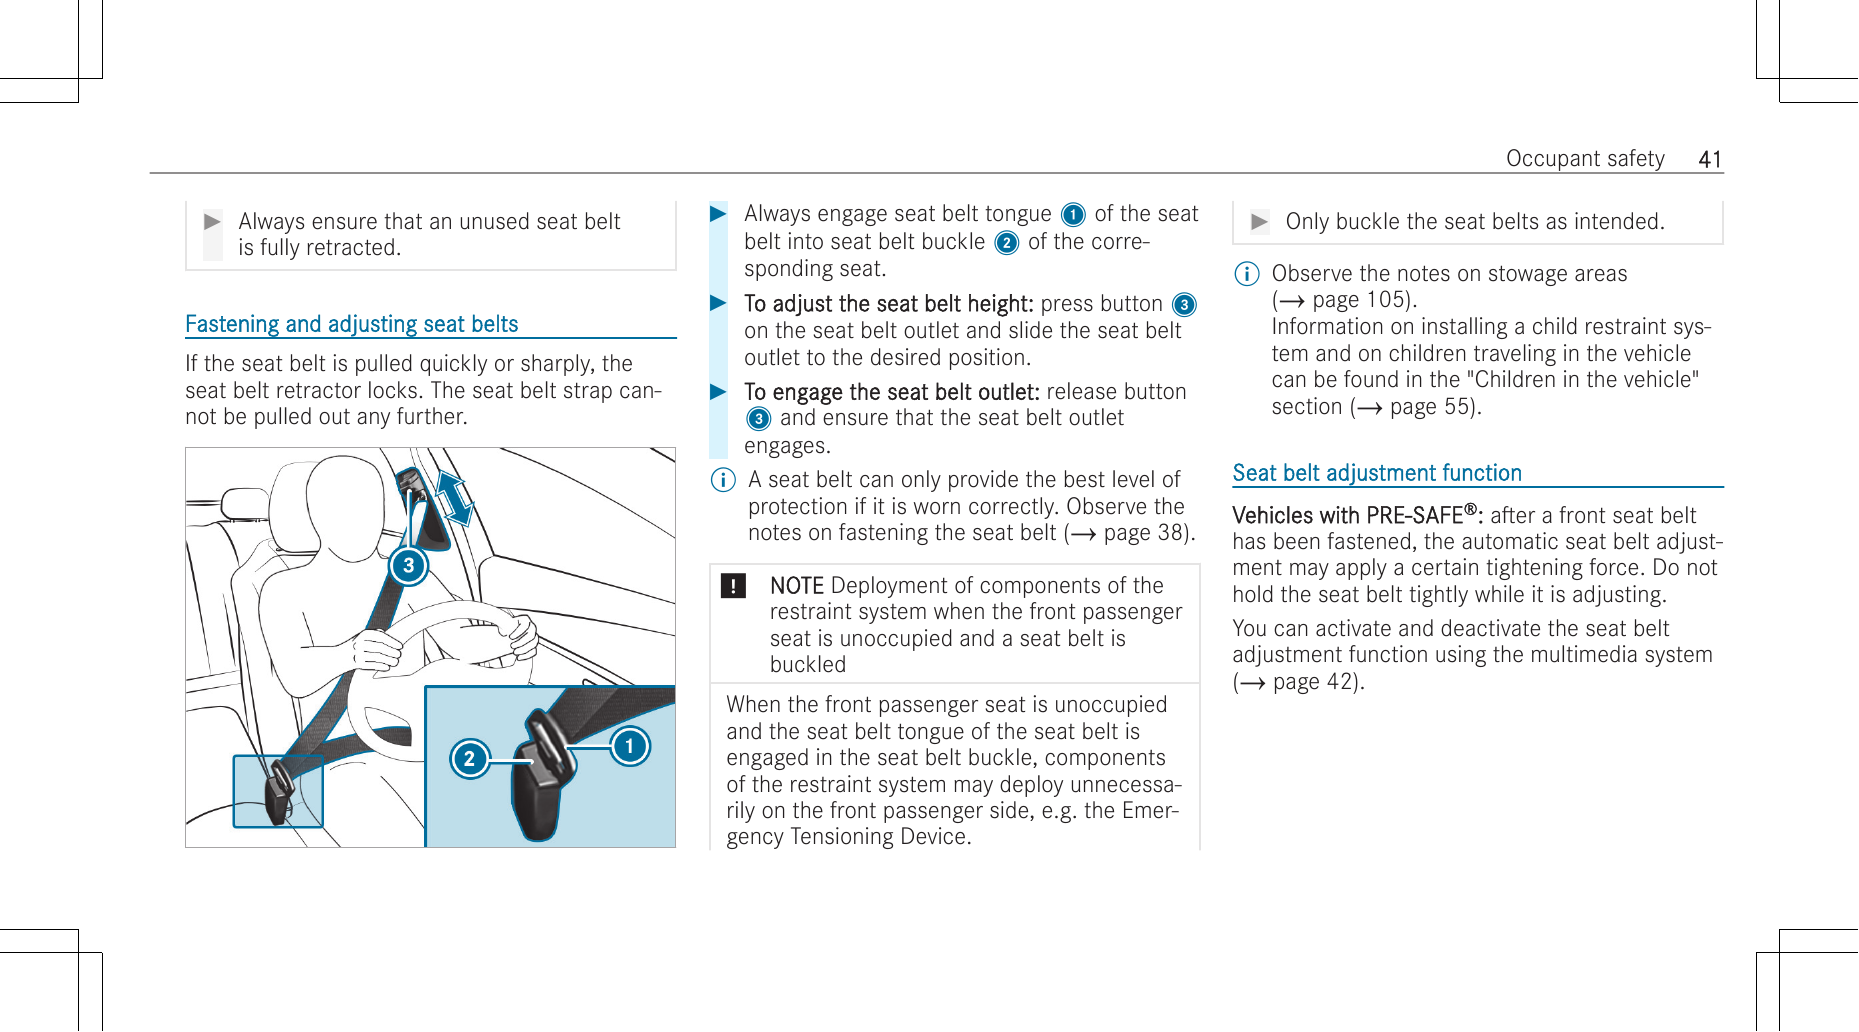 Occupant safety 41
Always ensure that an unused seat belt
is fully retracted.
Fastening and adjusting seat belts
If the seat belt is pulled quickly or sharply, the
seat belt retractor locks. The seat belt strap can-
not be pulled out any further.
3
2
1
Always engage seat belt tongue 1 of the seat
belt into seat belt buckle 2 of the corre-
sponding seat.
To adjust the seat belt height: press button 3
on the seat belt outlet and slide the seat belt
outlet to the desired position.
To engage the seat belt outlet: release button
3 and ensure that the seat belt outlet
engages.
A seat belt can only provide the best level of
protection if it is worn correctly. Observe the
notes on fastening the seat belt (→ page 38).
! NOTE Deployment of components of the
restraint system when the front passenger
seat is unoccupied and a seat belt is
buckled
When the front passenger seat is unoccupied
and the seat belt tongue of the seat belt is
engaged in the seat belt buckle, components
of the restraint system may deploy unnecessa-
rily on the front passenger side, e.g. the Emer-
gency Tensioning Device.
Only buckle the seat belts as intended.
Observe the notes on stowage areas
(→ page 105).
Information on installing a child restraint sys-
tem and on children traveling in the vehicle
can be found in the "Children in the vehicle"
section (→ page 55).
Seat belt adjustment function
Vehicles with PRE-SAFE®: after a front seat belt
has been fastened, the automatic seat belt adjust-
ment may apply a certain tightening force. Do not
hold the seat belt tightly while it is adjusting.
You can activate and deactivate the seat belt
adjustment function using the multimedia system
(→ page 42).